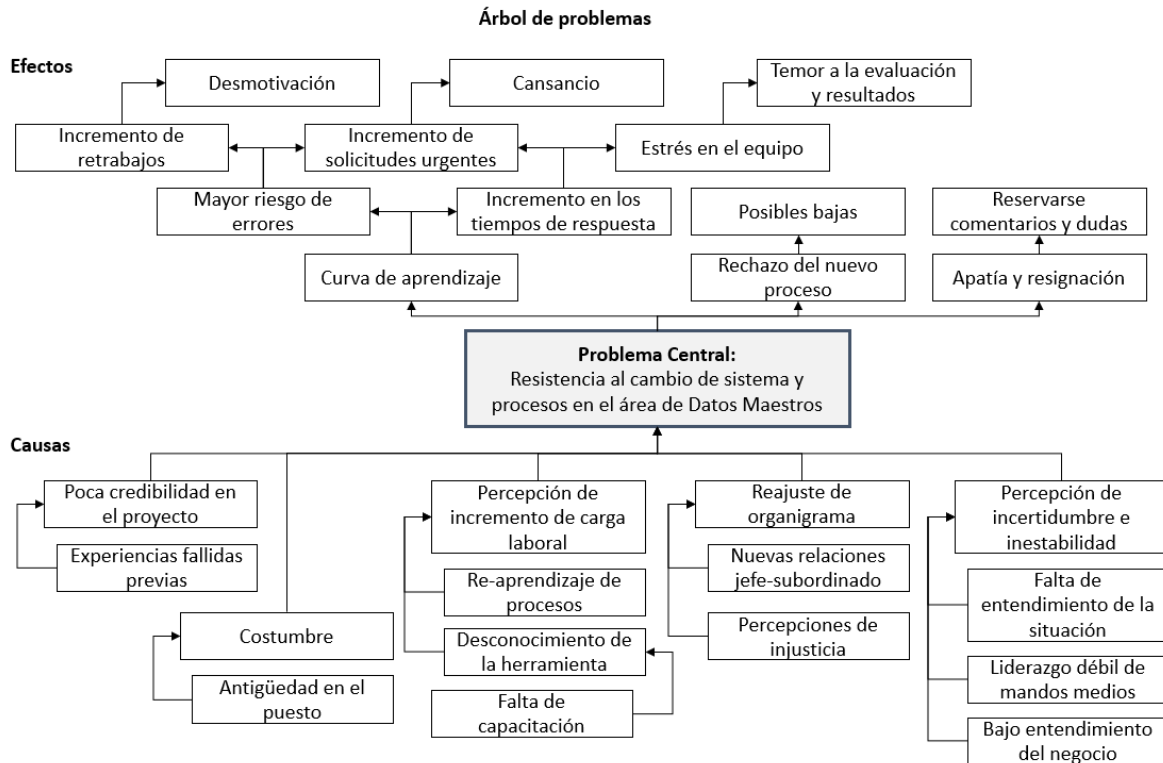 Árbol de problemas
Efectos
Desmotivación
Cansancio
Temor a la evaluación
y resultados
Incremento de
retrabajos
Incremento de
solicitudes urgentes
Estrés en el equipo
Mayor riesgo de
errores
Incremento en los
tiempos de respuesta
Posibles bajas
Reservarse
comentarios y dudas
Curva de aprendizaje
Rechazo del nuevo
proceso
Apatía y resignación
Problema Central:
Resistencia al cambio de sistema y
procesos en el área de Datos Maestros
Causas
Poca credibilidad en
el proyecto
Experiencias fallidas
previas
Costumbre
Antigüedad en el
puesto
Percepción de
incremento de carga
laboral
Re-aprendizaje de
procesos
Desconocimiento de
la herramienta
Falta de
capacitación
Reajuste de
organigrama
Nuevas relaciones
jefe-subordinado
Percepciones de
injusticia
Percepción de
incertidumbre e
inestabilidad
Falta de
entendimiento de la
situación
Liderazgo débil de
mandos medios
Bajo entendimiento
del negocio